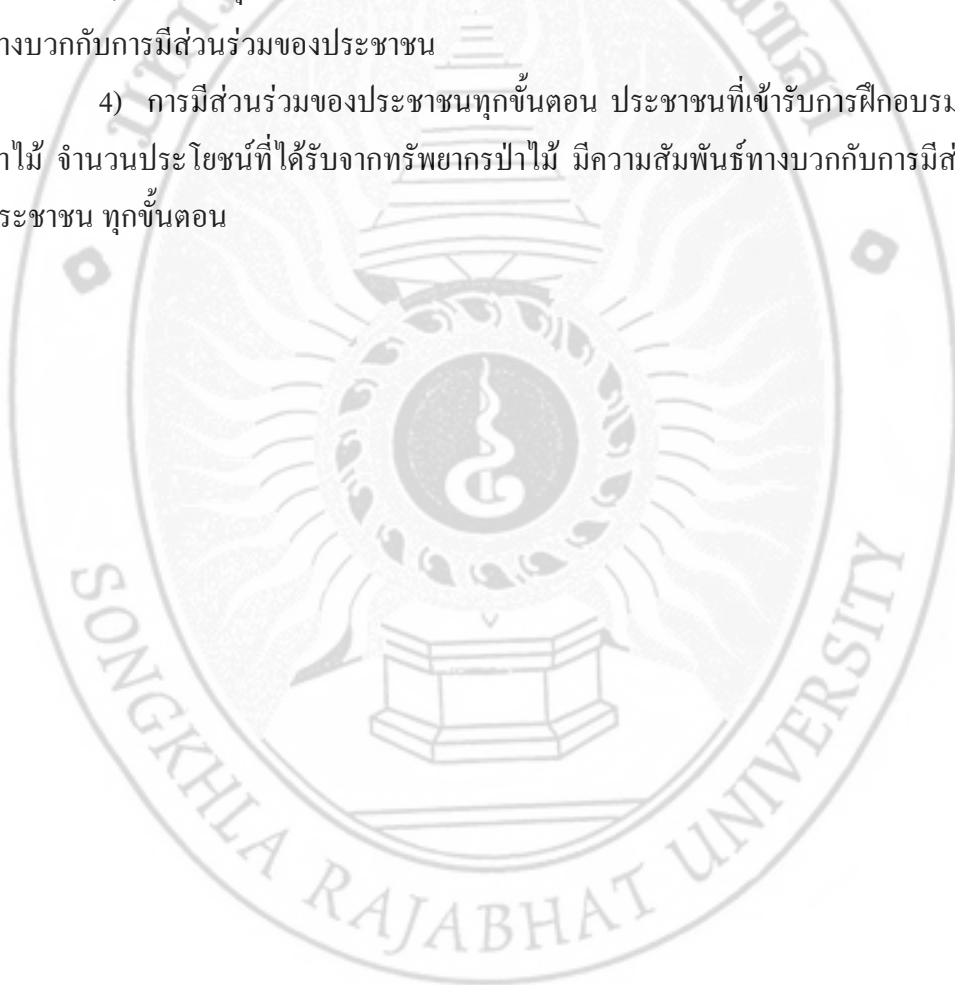 างบวกกับการมีส่วนร่วมของประชาชน
4) การมีส่วนร่วมของประชาชนทุกขั้นตอน ประชาชนที่เข้ารับการฝึกอบรม
าไม้ จำนวนประโยชน์ที่ได้รับจากทรัพยากรป่าไม้ มีความสัมพันธ์ทางบวกกับการมีส่
ระชาชน ทุกขั้นตอน
SONGKHLA RAJABHAT UNIVERSITY